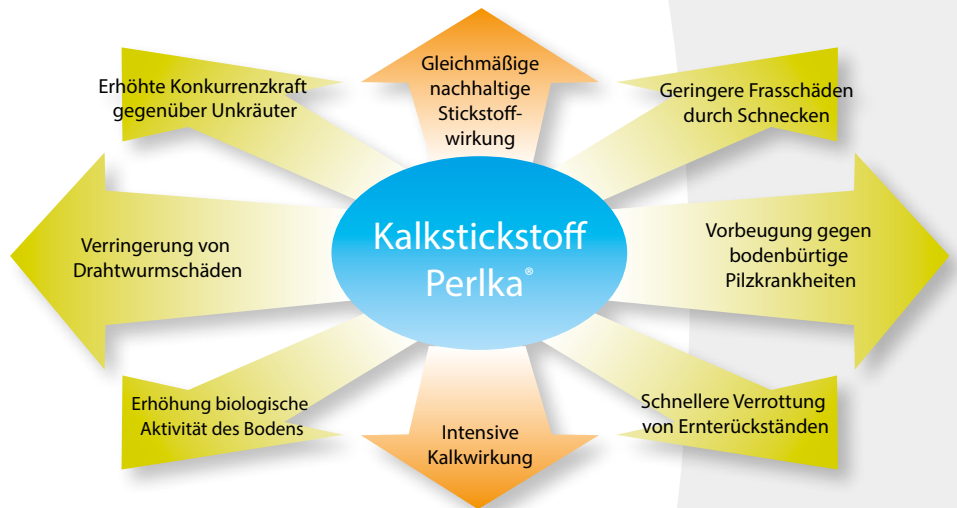 Gleichmäßige
nachhaltige
Stickstoff-
wirkung
Erhöhte Konkurrenzkraft
gegenüber Unkräuter
Geringere Frasschäden
durch Schnecken
Verringerung von
Drahtwurmschäden
Kalkstickstoff
Perlka®
Vorbeugung gegen
bodenbürtige
Pilzkrankheiten
Erhöhung biologische
Aktivität des Bodens
Intensive
Kalkwirkung
Schnellere Verrottung
von Ernterückständen